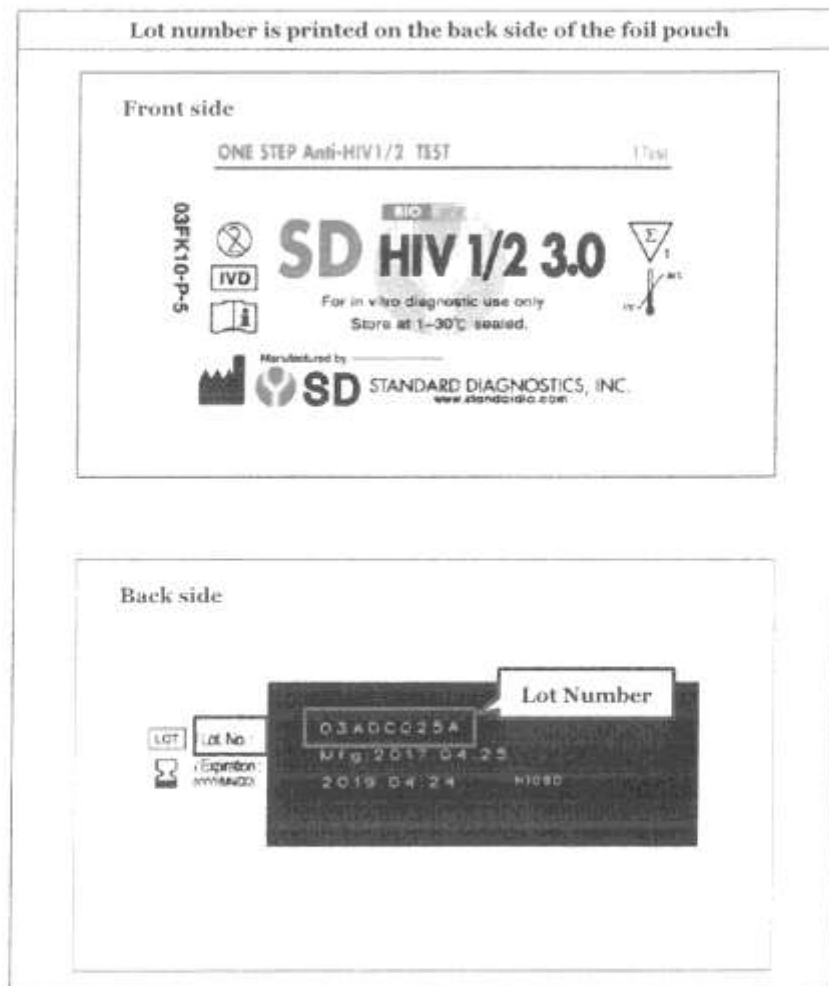 Lot number is printed on the back side of the foil pouch
Front side
ONE STEP Anti-HIV1/2 TEST
1 Test
03FK10-P-5
BIO
SD HIV 1/2 3.0
IVD
Σ
1
For in vitro diagnostic use only
Store at 1~30℃ sealed.
Manufactured by
SD STANDARD DIAGNOSTICS, INC.
Back side
Lot Number
LOT
Lot No.:
03ADC025A
Mfg 2017 04 25
Expiration:
2019 04 24